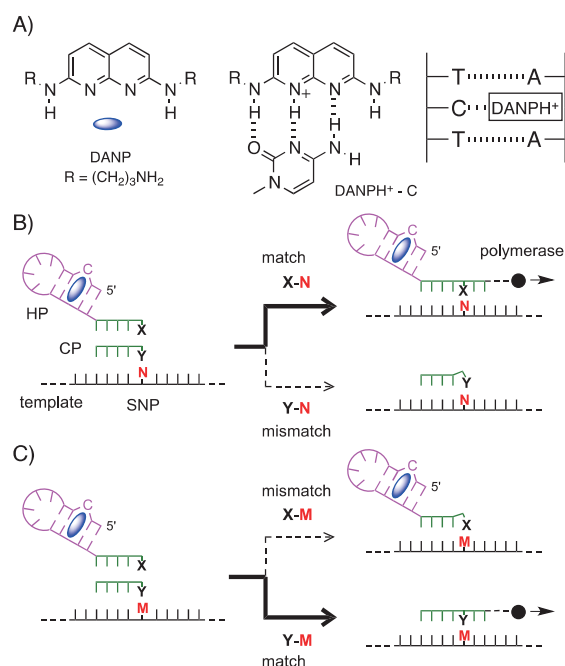 A)
R
N
H
N
N
N
R
H
DANP
R = (CH2)3NH2
R
N
H
N+
N
N
R
H
H
H
O
N
N
N
H
DANPH+ - C
T A
C DANPH+
T A
B)
C
5'
HP
X
CP
Y
N
template
SNP
match
X-N
Y-N
mismatch
C
5'
polymerase
X
N
Y
N
C)
C
5'
X
Y
M
mismatch
X-M
Y-M
match
C
5'
X
M
Y
M